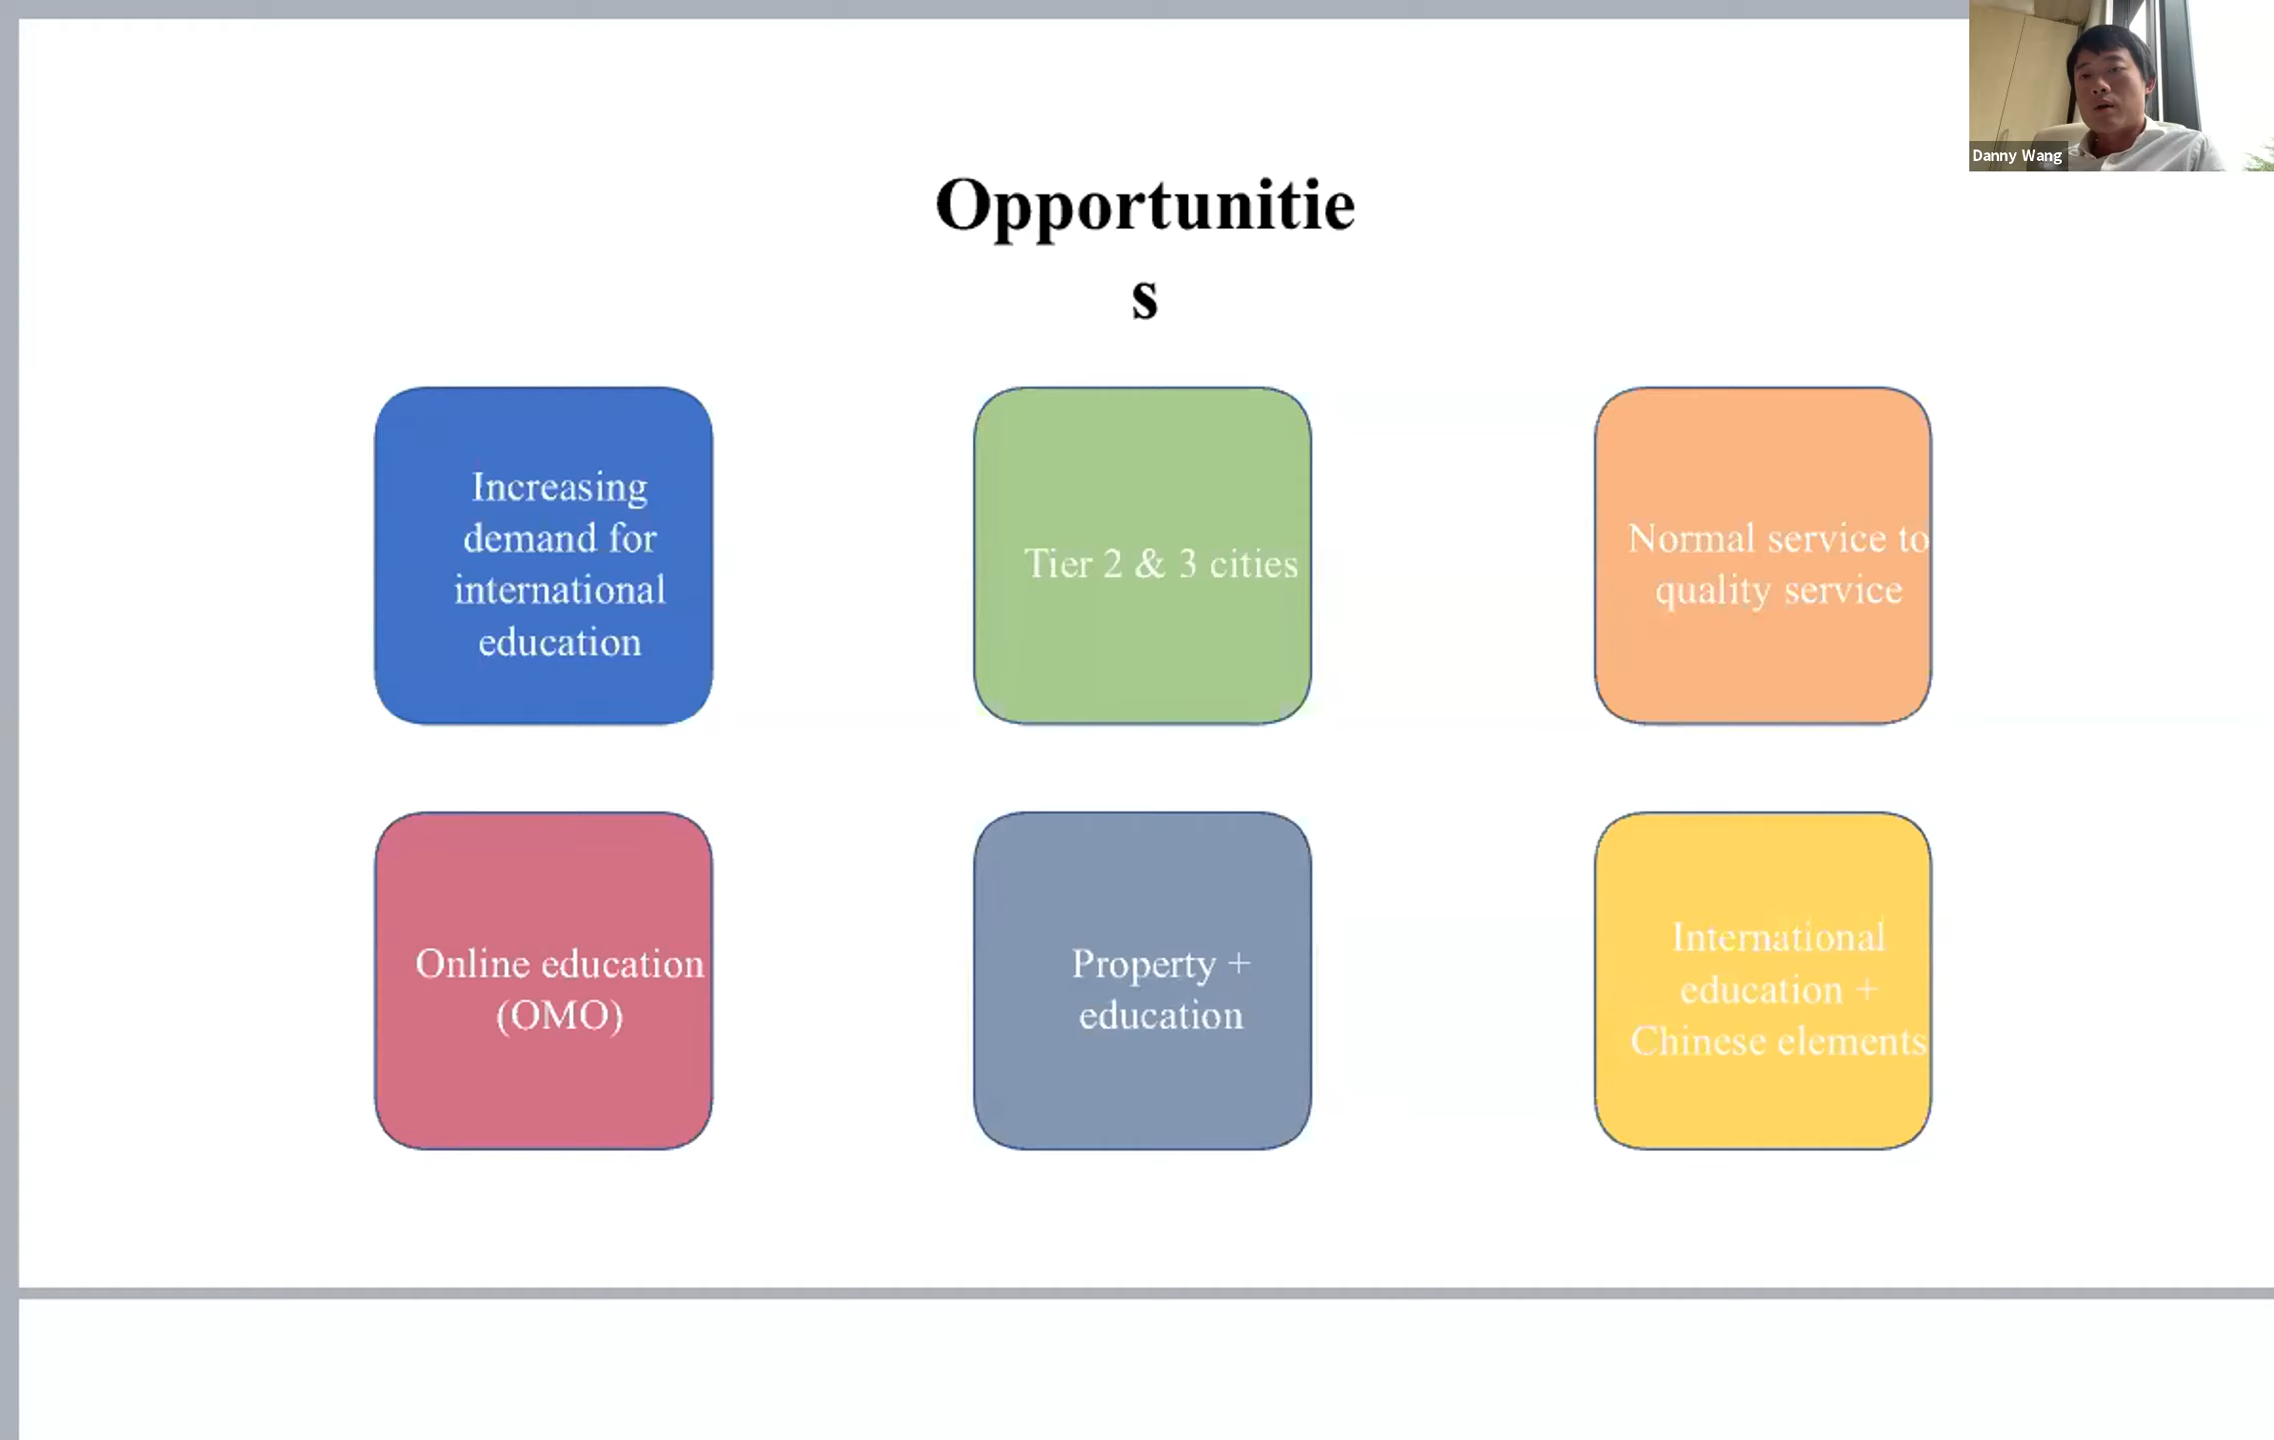 Danny Wang
Opportunitie
s
Increasing
demand for
international
education
Tier 2 & 3 cities
Normal service to
quality service
Online education
(OMO)
Property +
education
International
education +
Chinese elements